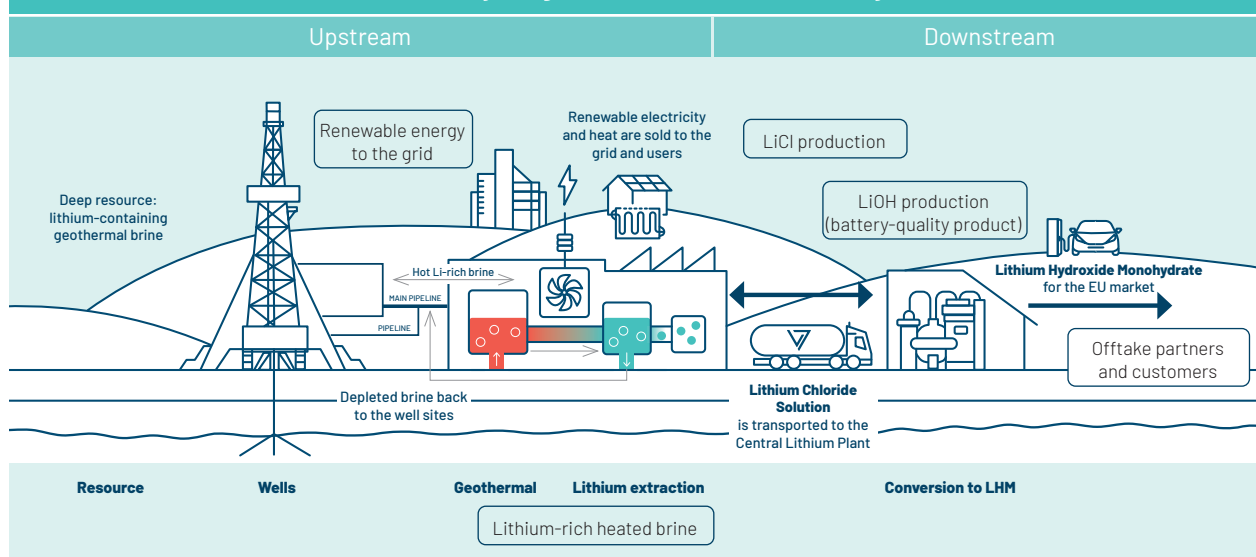 Upstream
Downstream
Renewable energy
to the grid
Renewable electricity
and heat are sold to the
grid and users
LiCl production
Deep resource:
lithium-containing
geothermal brine
LiOH production
(battery-quality product)
Hot Li-rich brine
MAIN PIPELINE
PIPELINE
Lithium Hydroxide Monohydrate
for the EU market
Offtake partners
and customers
Depleted brine back
to the well sites
Lithium Chloride
Solution
is transported to the
Central Lithium Plant
Resource
Wells
Geothermal
Lithium extraction
Conversion to LHM
Lithium-rich heated brine